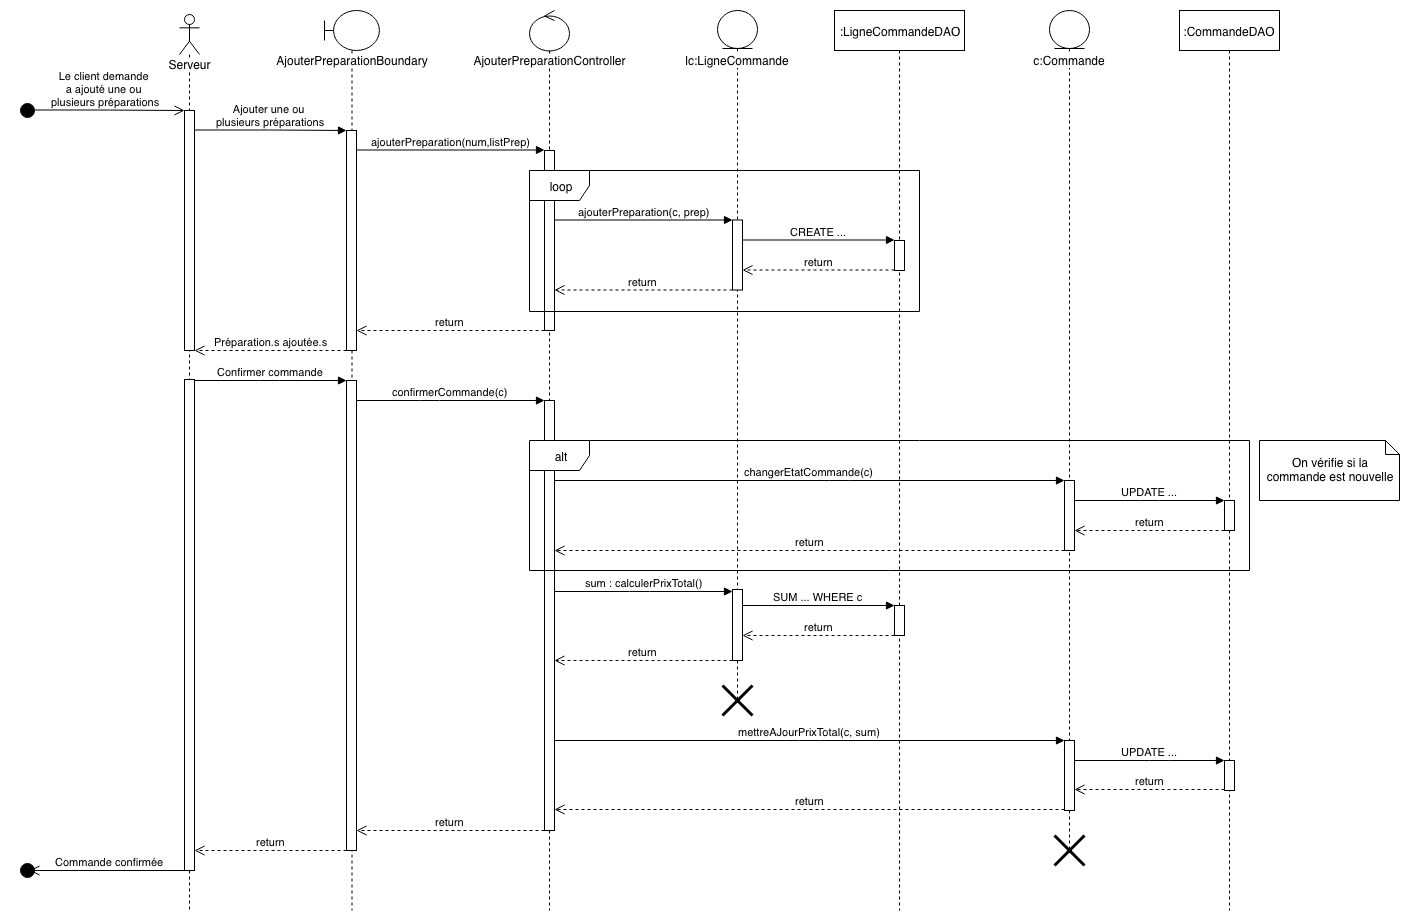 Serveur
AjouterPreparationBoundary
AjouterPreparationController
lc:LigneCommande
:LigneCommandeDAO
c:Commande
:CommandeDAO
Le client demande
a ajouté une ou
plusieurs préparations
Ajouter une ou
plusieurs préparations
ajouterPreparation(num,listPrep)
loop
ajouterPreparation(c, prep)
CREATE ...
return
return
return
Préparation.s ajoutée.s
Confirmer commande
confirmerCommande(c)
alt
On vérifie si la
commande est nouvelle
changerEtatCommande(c)
UPDATE ...
return
return
sum : calculerPrixTotal()
SUM ... WHERE c
return
return
mettreAJourPrixTotal(c, sum)
UPDATE ...
return
return
return
return
Commande confirmée